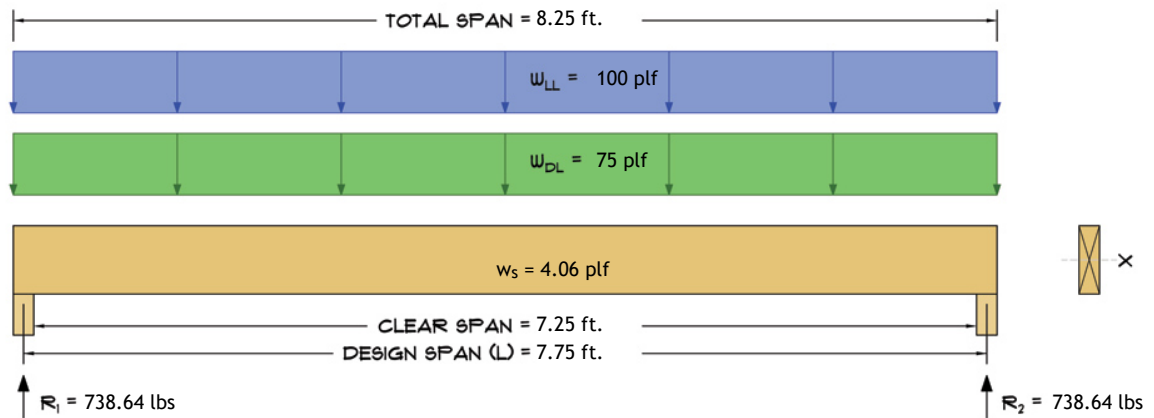 TOTAL SPAN = 8.25 ft.
wLL = 100 plf
wDL = 75 plf
ws = 4.06 plf
X
CLEAR SPAN = 7.25 ft.
DESIGN SPAN (L) = 7.75 ft.
R1 = 738.64 lbs
R2 = 738.64 lbs